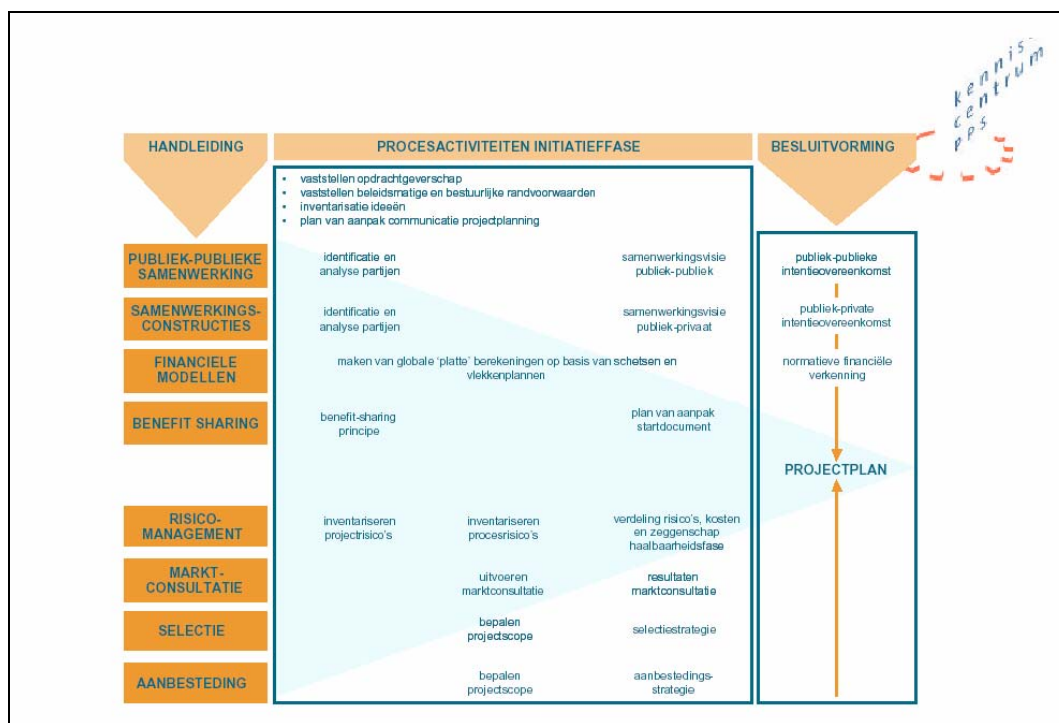 kennis-
centrum
pps
HANDLEIDING
PROCESACTIVITEITEN INITIATIEFFASE
BESLUITVORMING
• vaststellen opdrachtgeverschap
• vaststellen beleidsmatige en bestuurlijke randvoorwaarden
• inventarisatie ideeën
• plan van aanpak communicatie projectplanning
PUBLIEK-PUBLIEKE
SAMENWERKING
identificatie en
analyse partijen
samenwerkingsvisie
publiek-publiek
publiek-publieke
intentieovereenkomst
SAMENWERKINGS-
CONSTRUCTIES
identificatie en
analyse partijen
samenwerkingsvisie
publiek-privaat
publiek-private
intentieovereenkomst
FINANCIELE
MODELLEN
maken van globale ‘platte’ berekeningen op basis van schetsen en
vlekkenplannen
normatieve financiële
verkenning
BENEFIT SHARING
benefit-sharing
principe
plan van aanpak
startdocument
PROJECTPLAN
RISICO-
MANAGEMENT
inventariseren
projectrisico’s
inventariseren
procesrisico’s
verdeling risico’s, kosten
en zeggenschap
haalbaarheidsfase
MARKT-
CONSULTATIE
uitvoeren
marktconsultatie
resultaten
marktconsultatie
SELECTIE
bepalen
projectscope
selectiestrategie
AANBESTEDING
bepalen
projectscope
aanbestedings-
strategie